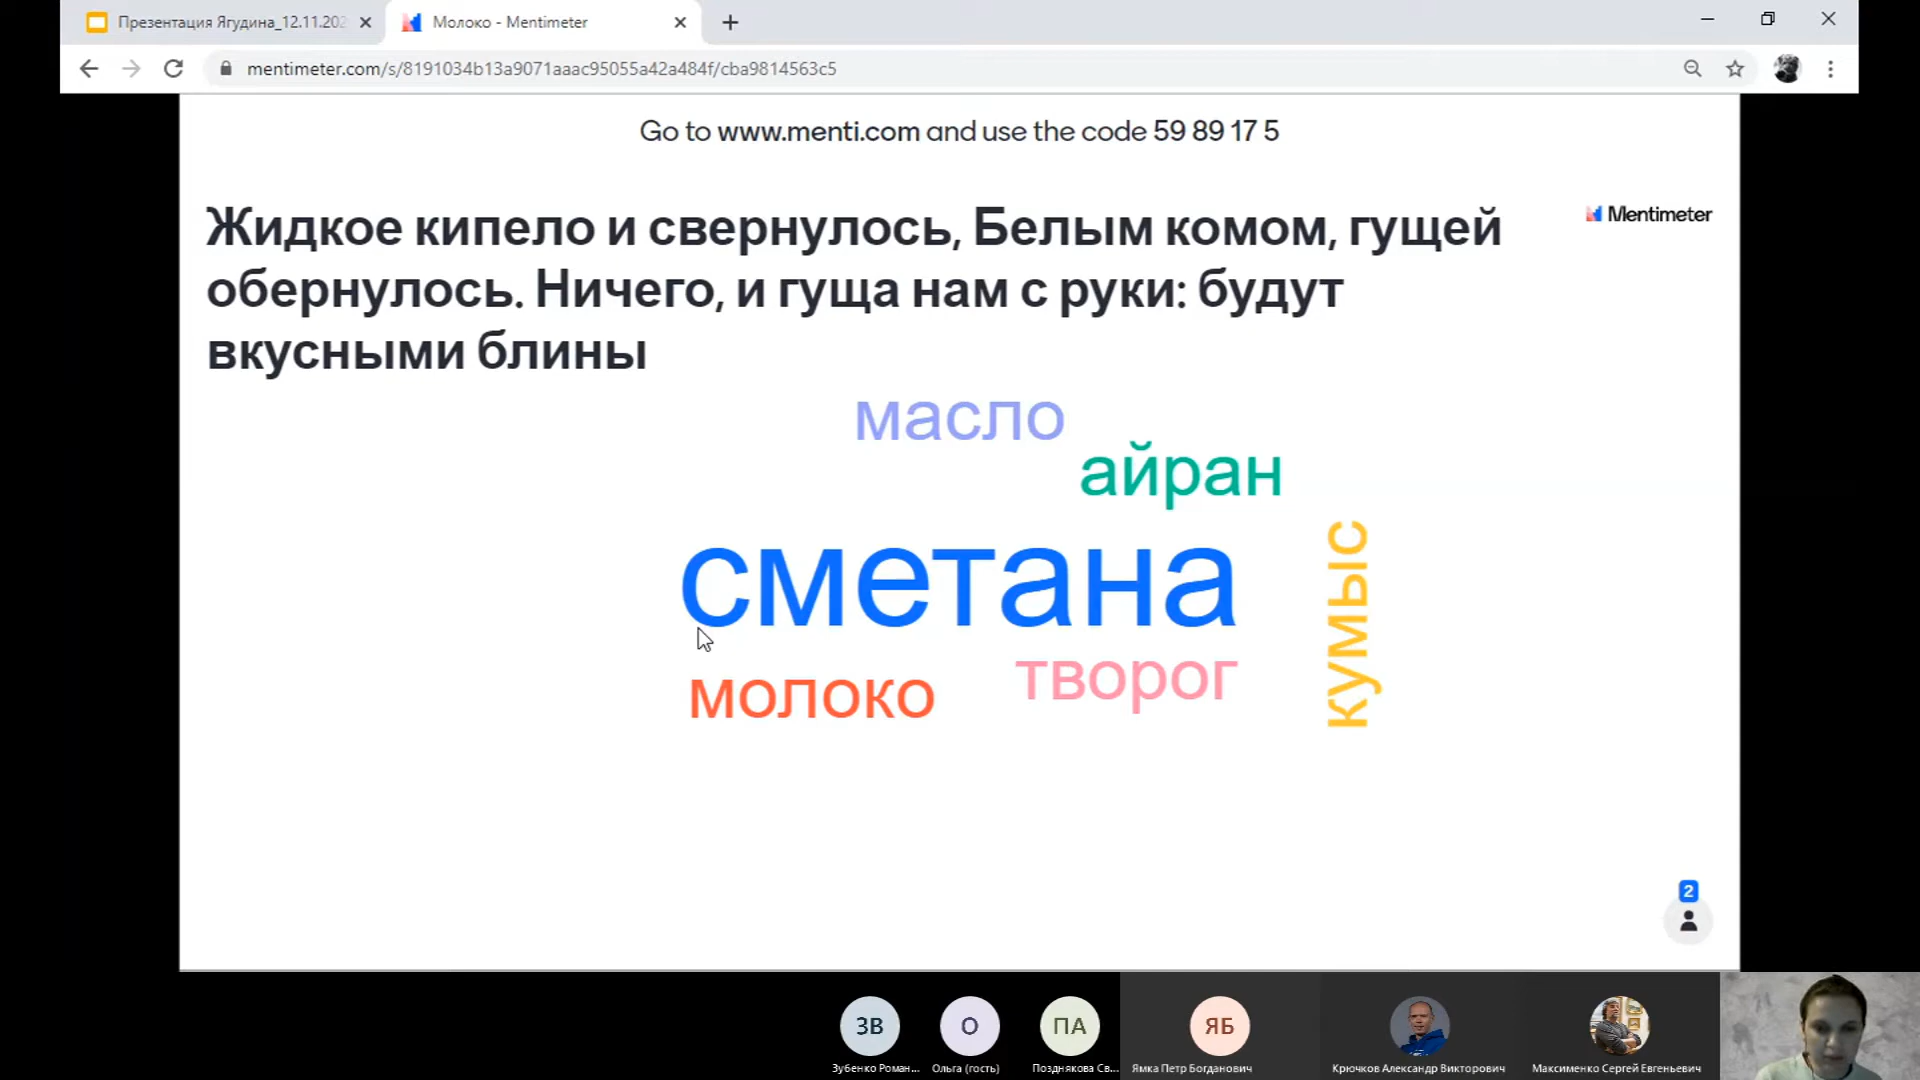 Презентация Ягудина_12.11.202
Молоко - Mentimeter
mentimeter.com/s/8191034b13a9071aaac95055a42a484f/cba9814563c5
Go to www.menti.com and use the code 59 89 17 5
Mentimeter
Жидкое кипело и свернулось, Белым комом, гущей
обернулось. Ничего, и гуща нам с руки: будут
вкусными блины
масло
айран
сметана
кумыс
творог
молоко
2
ЗВ
О
ПА
ЯБ
Зубенко Роман...
Ольга (гость)
Позднякова Св...
Ямка Петр Богданович
Крючков Александр Викторович
Максименко Сергей Евгеньевич